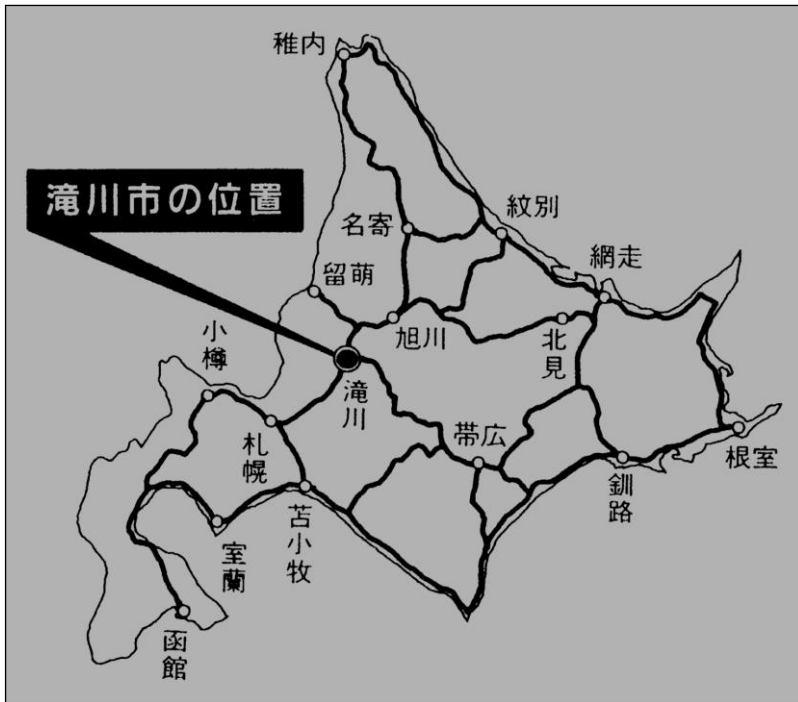 稚内
滝川市の位置
名寄
紋別
留萌
網走
小樽
旭川
北見
滝川
札幌
帯広
根室
釧路
苫小牧
室蘭
函館